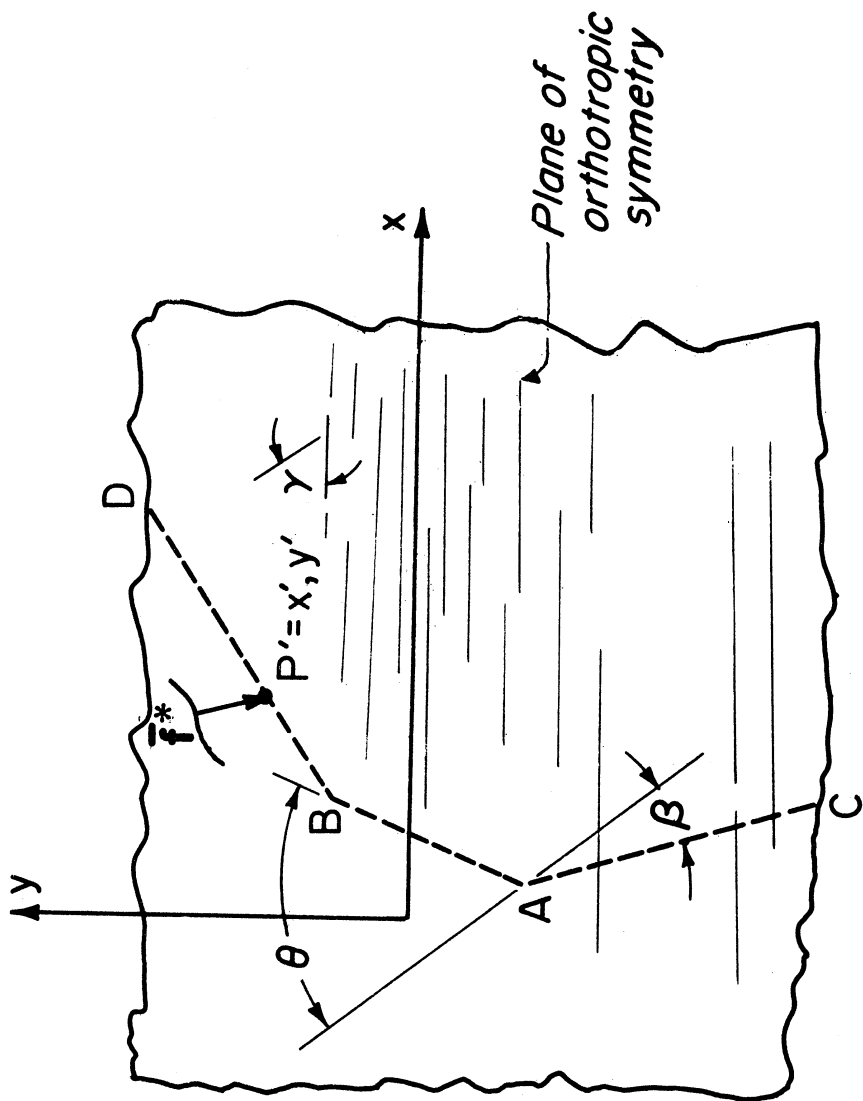 y
D
f*
x
P'=x',y'
γ
B
θ
A
β
C
Plane of
orthotropic
symmetry